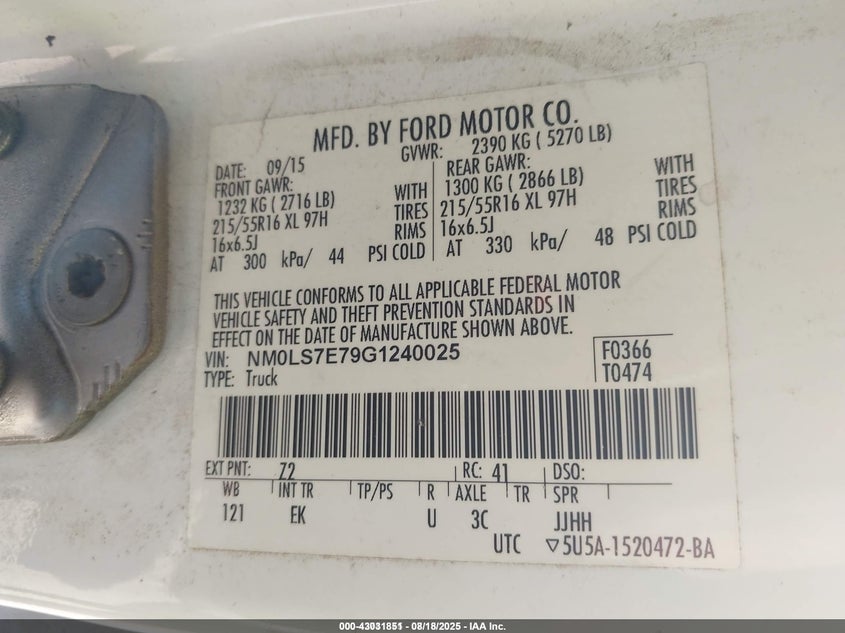 MFD. BY FORD MOTOR CO.
DATE: 09/15 GVWR: 2390 KG ( 5270 LB)
FRONT GAWR: REAR GAWR:
1232 KG ( 2716 LB) WITH 1300 KG ( 2866 LB) WITH
215/55R16 XL 97H TIRES 215/55R16 XL 97H TIRES
16x6.5J RIMS 16x6.5J RIMS
AT 300 kPa/ 44 PSI COLD AT 330 kPa/ 48 PSI COLD
THIS VEHICLE CONFORMS TO ALL APPLICABLE FEDERAL MOTOR
VEHICLE SAFETY AND THEFT PREVENTION STANDARDS IN
EFFECT ON THE DATE OF MANUFACTURE SHOWN ABOVE.
VIN: NM0LS7E79G1240025 F0366
TYPE: Truck T0474
EXT PNT: Z2 RC: 41 DSO:
WB INT TR TP/PS R AXLE TR SPR
121 EK U 3C JJHH
UTC ▽5U5A-1520472-BA
000-43031851 - 08/18/2025 - IAA Inc.